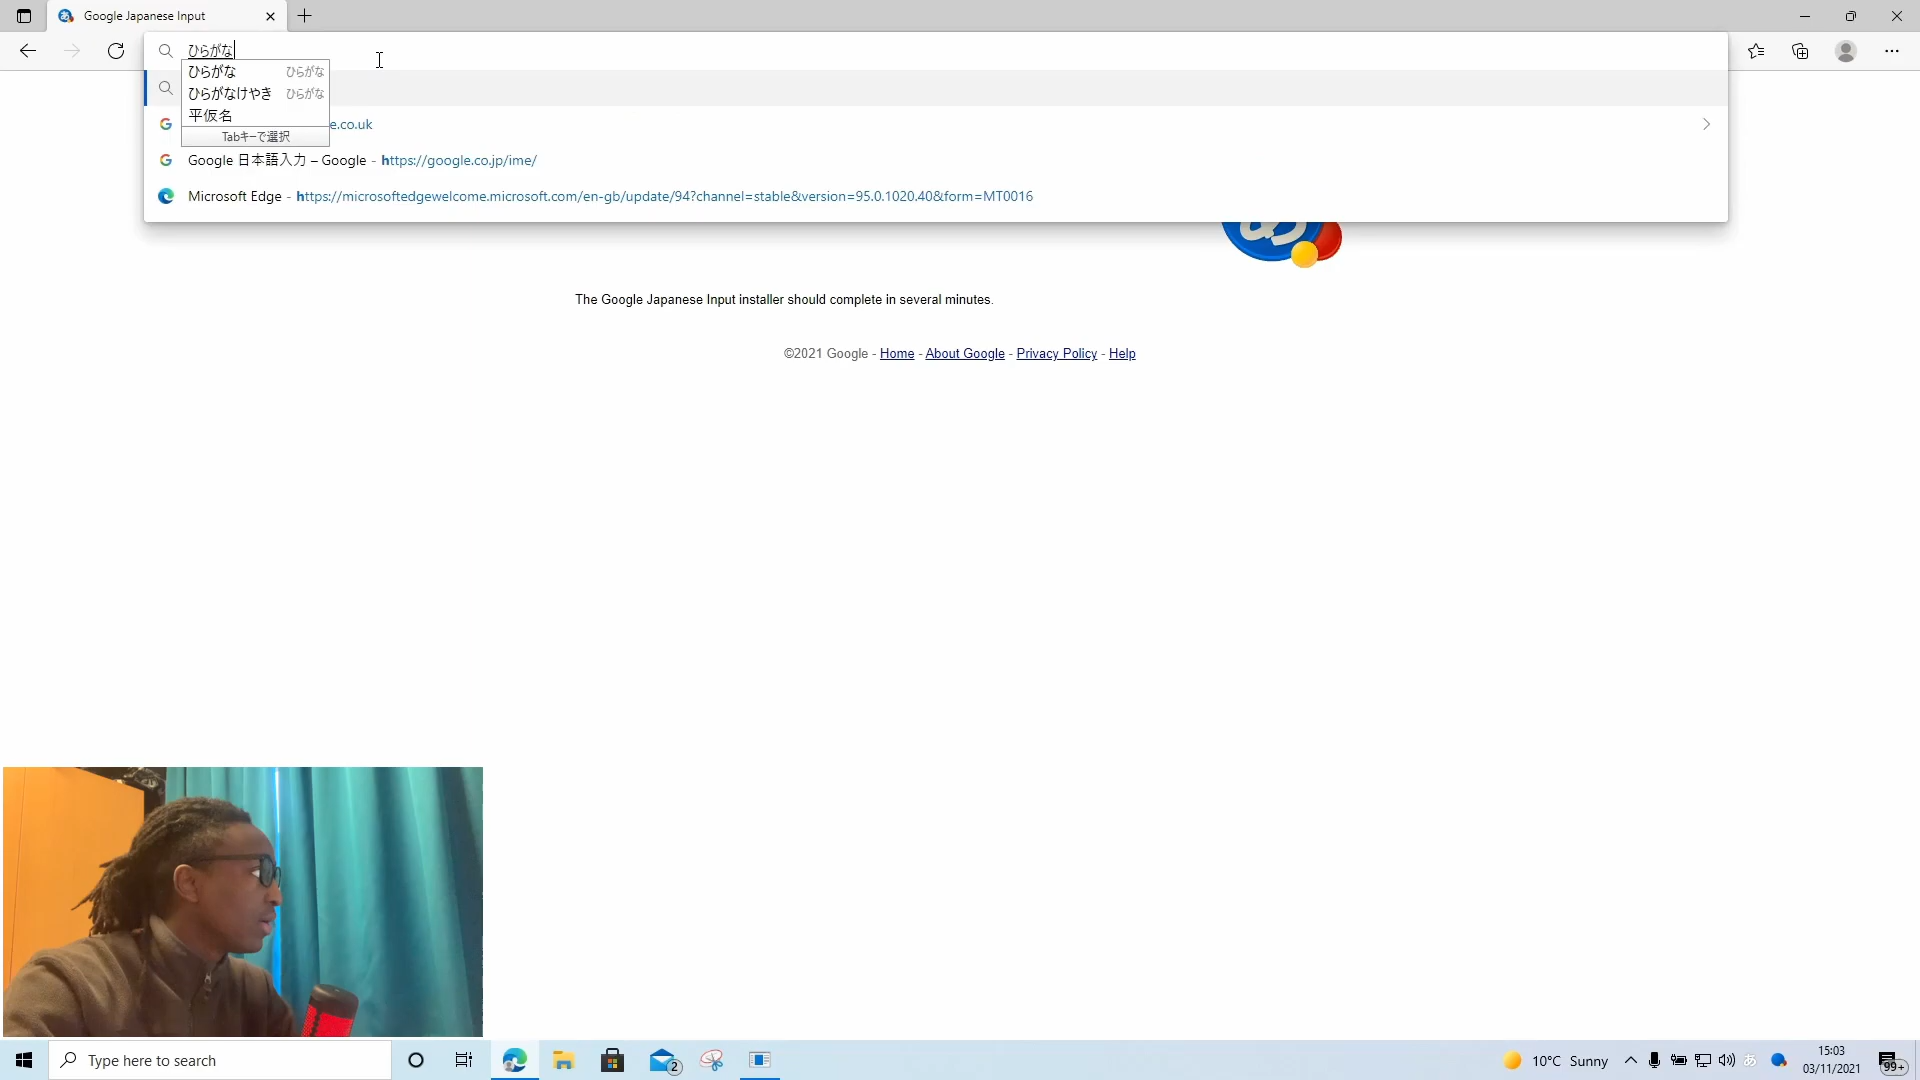 Google Japanese Input
ひらがな
ひらがな ひらがな
ひらがなけやき ひらがな
平仮名
e.co.uk
Tabキーで選択
Google 日本語入力 – Google - https://google.co.jp/ime/
Microsoft Edge - https://microsoftedgewelcome.microsoft.com/en-gb/update/94?channel=stable&version=95.0.1020.40&form=MT0016
The Google Japanese Input installer should complete in several minutes.
©2021 Google - Home - About Google - Privacy Policy - Help
Type here to search
2
10°C Sunny
あ
15:03
03/11/2021
99+